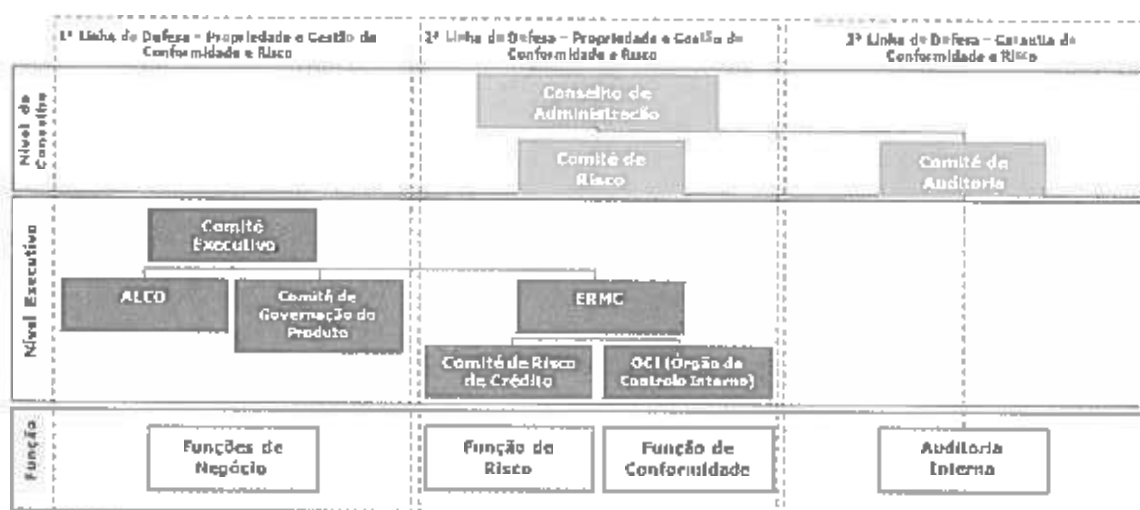 1ª Linha de Defesa – Propriedade e Gestão de
Conformidade e Risco
2ª Linha de Defesa – Propriedade e Gestão de
Conformidade e Risco
3ª Linha de Defesa – Garantia de
Conformidade e Risco
Nível do
Conselho
Conselho de
Administração
Comité de
Risco
Comité de
Auditoria
Nível Executivo
Comité
Executivo
ALCO
Comité de
Governação do
Produto
ERMC
Comité de Risco
de Crédito
OCI (Órgão de
Controlo Interno)
Função
Funções de
Negócio
Função de
Risco
Função de
Conformidade
Auditoria
Interna